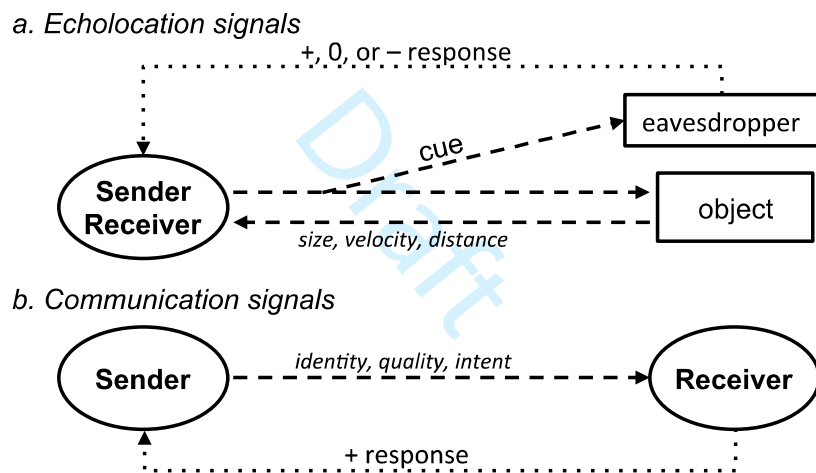 a. Echolocation signals
+, 0, or – response
eavesdropper
cue
Sender
Receiver
object
size, velocity, distance
Draft
b. Communication signals
Sender
identity, quality, intent
Receiver
+ response